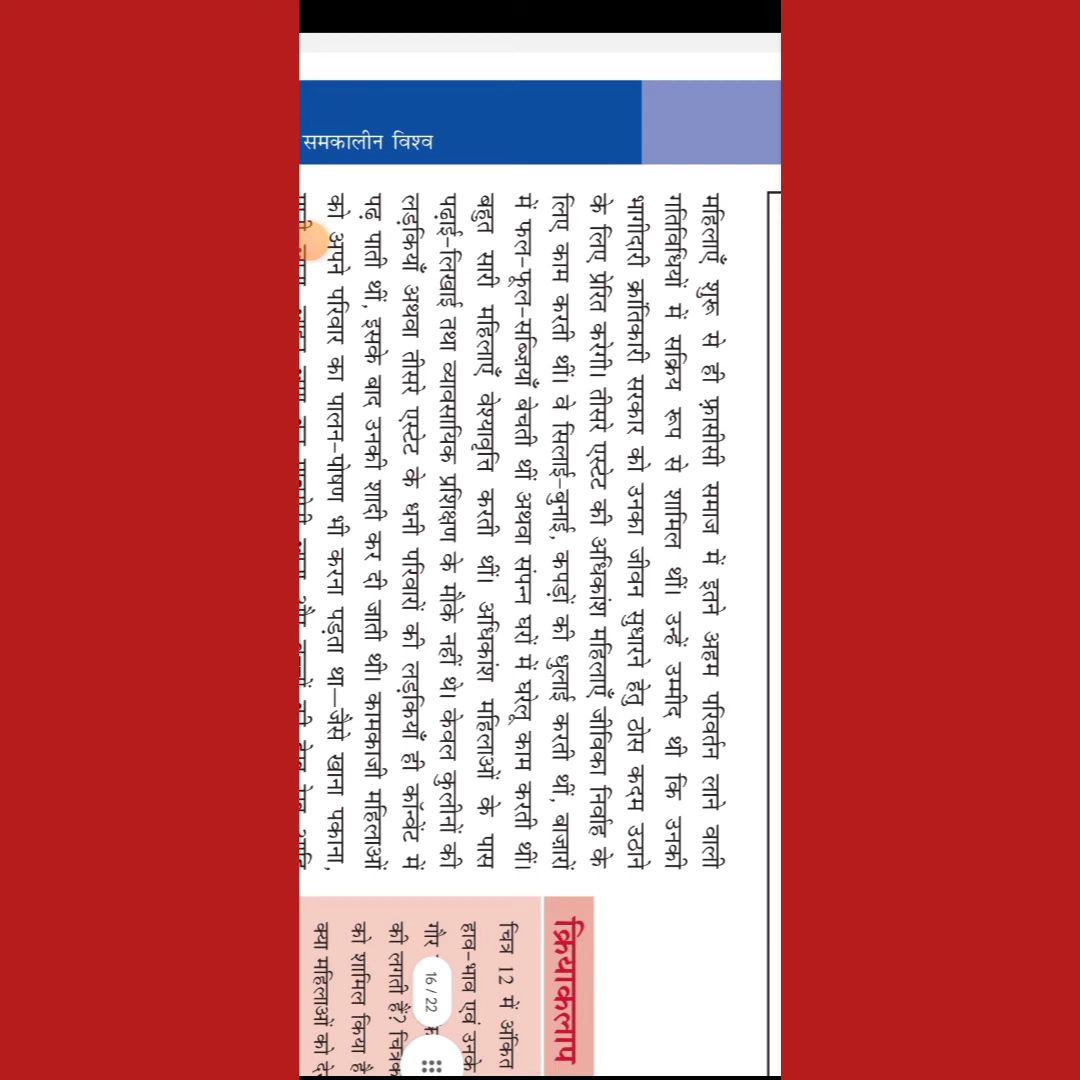 समकालीन विश्व
महिलाएँ शुरू से ही फ़्रांसीसी समाज में इतने अहम परिवर्तन लाने वाली
गतिविधियों में सक्रिय रूप से शामिल थीं। उन्हें उम्मीद थी कि उनकी
भागीदारी क्रांतिकारी सरकार को उनका जीवन सुधारने हेतु ठोस कदम उठाने
के लिए प्रेरित करेगी। तीसरे एस्टेट की अधिकांश महिलाएँ जीविका निर्वाह के
लिए काम करती थीं। वे सिलाई-बुनाई, कपड़ों की धुलाई करती थीं, बाज़ारों
में फल-फूल-सब्ज़ियाँ बेचती थीं अथवा संपन्न घरों में घरेलू काम करती थीं।
बहुत सारी महिलाएँ वेश्यावृत्ति करती थीं। अधिकांश महिलाओं के पास
पढ़ाई-लिखाई तथा व्यावसायिक प्रशिक्षण के मौके नहीं थे। केवल कुलीनों की
लड़कियाँ अथवा तीसरे एस्टेट के धनी परिवारों की लड़कियाँ ही कॉन्वेंट में
पढ़ पाती थीं, इसके बाद उनकी शादी कर दी जाती थी। कामकाजी महिलाओं
को अपने परिवार का पालन-पोषण भी करना पड़ता था—जैसे खाना पकाना,
क्रियाकलाप
चित्र 12 में अंकित
हाव-भाव एवं उनके
गौर
की लगती हैं? चित्रक
को शामिल किया है
क्या महिलाओं को दे
16 / 22